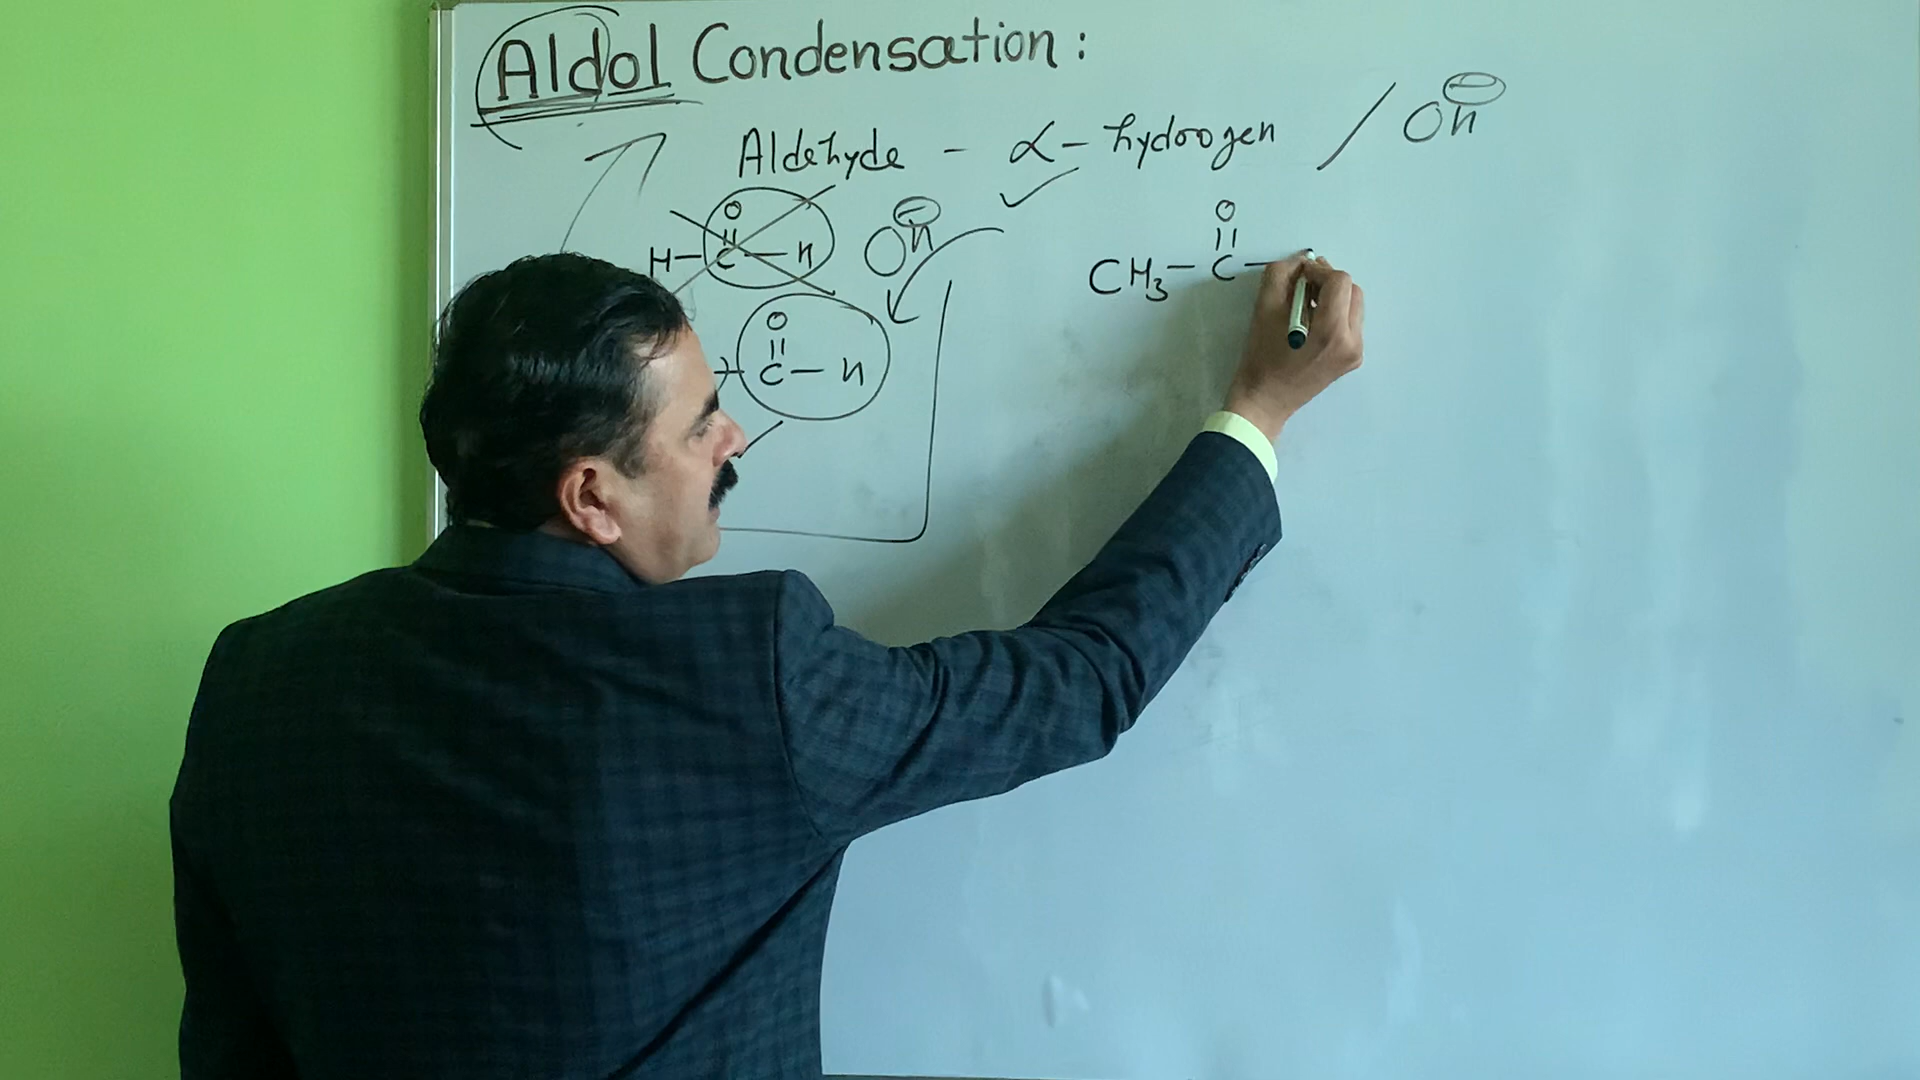 Aldol Condensation:
Aldehyde - α - hydrogen / OH⊖
O
||
H-C-H OH⊖
O
||
CH3-C-
O
||
C-H